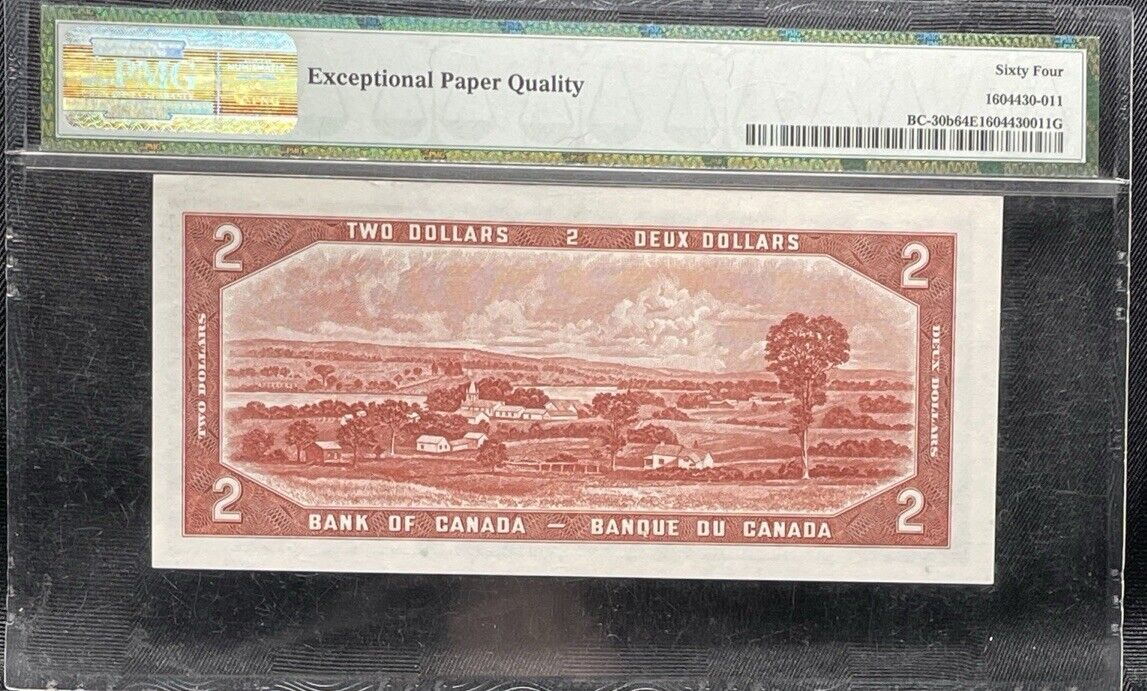 PMG
Exceptional Paper Quality
Sixty Four
1604430-011
BC-30b64E1604430011G
2 TWO DOLLARS 2 DEUX DOLLARS 2
TWO DOLLARS
DEUX DOLLARS
2 BANK OF CANADA — BANQUE DU CANADA 2